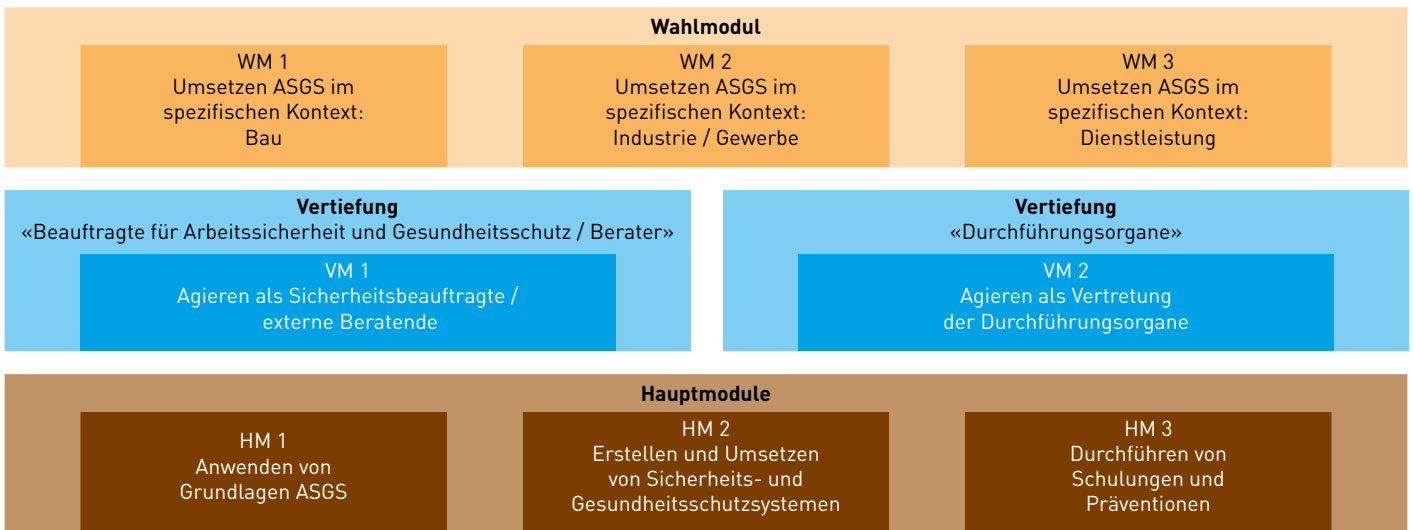 Wahlmodul
WM 1
Umsetzen ASGS im
spezifischen Kontext:
Bau
WM 2
Umsetzen ASGS im
spezifischen Kontext:
Industrie / Gewerbe
WM 3
Umsetzen ASGS im
spezifischen Kontext:
Dienstleistung
Vertiefung
«Beauftragte für Arbeitssicherheit und Gesundheitsschutz / Berater»
VM 1
Agieren als Sicherheitsbeauftragte /
externe Beratende
Vertiefung
«Durchführungsorgane»
VM 2
Agieren als Vertretung
der Durchführungsorgane
Hauptmodule
HM 1
Anwenden von
Grundlagen ASGS
HM 2
Erstellen und Umsetzen
von Sicherheits- und
Gesundheitsschutzsystemen
HM 3
Durchführen von
Schulungen und
Präventionen